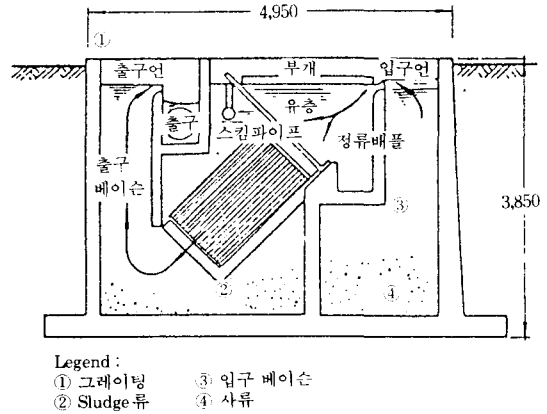 4,950
①
출구언
부개
입구언
출구
스킴파이프
유층
정류배플
출구
베이슨
③
3,850
②
④
Legend :
① 그레이팅 ③ 입구 베이슨
② Sludge류 ④ 사류